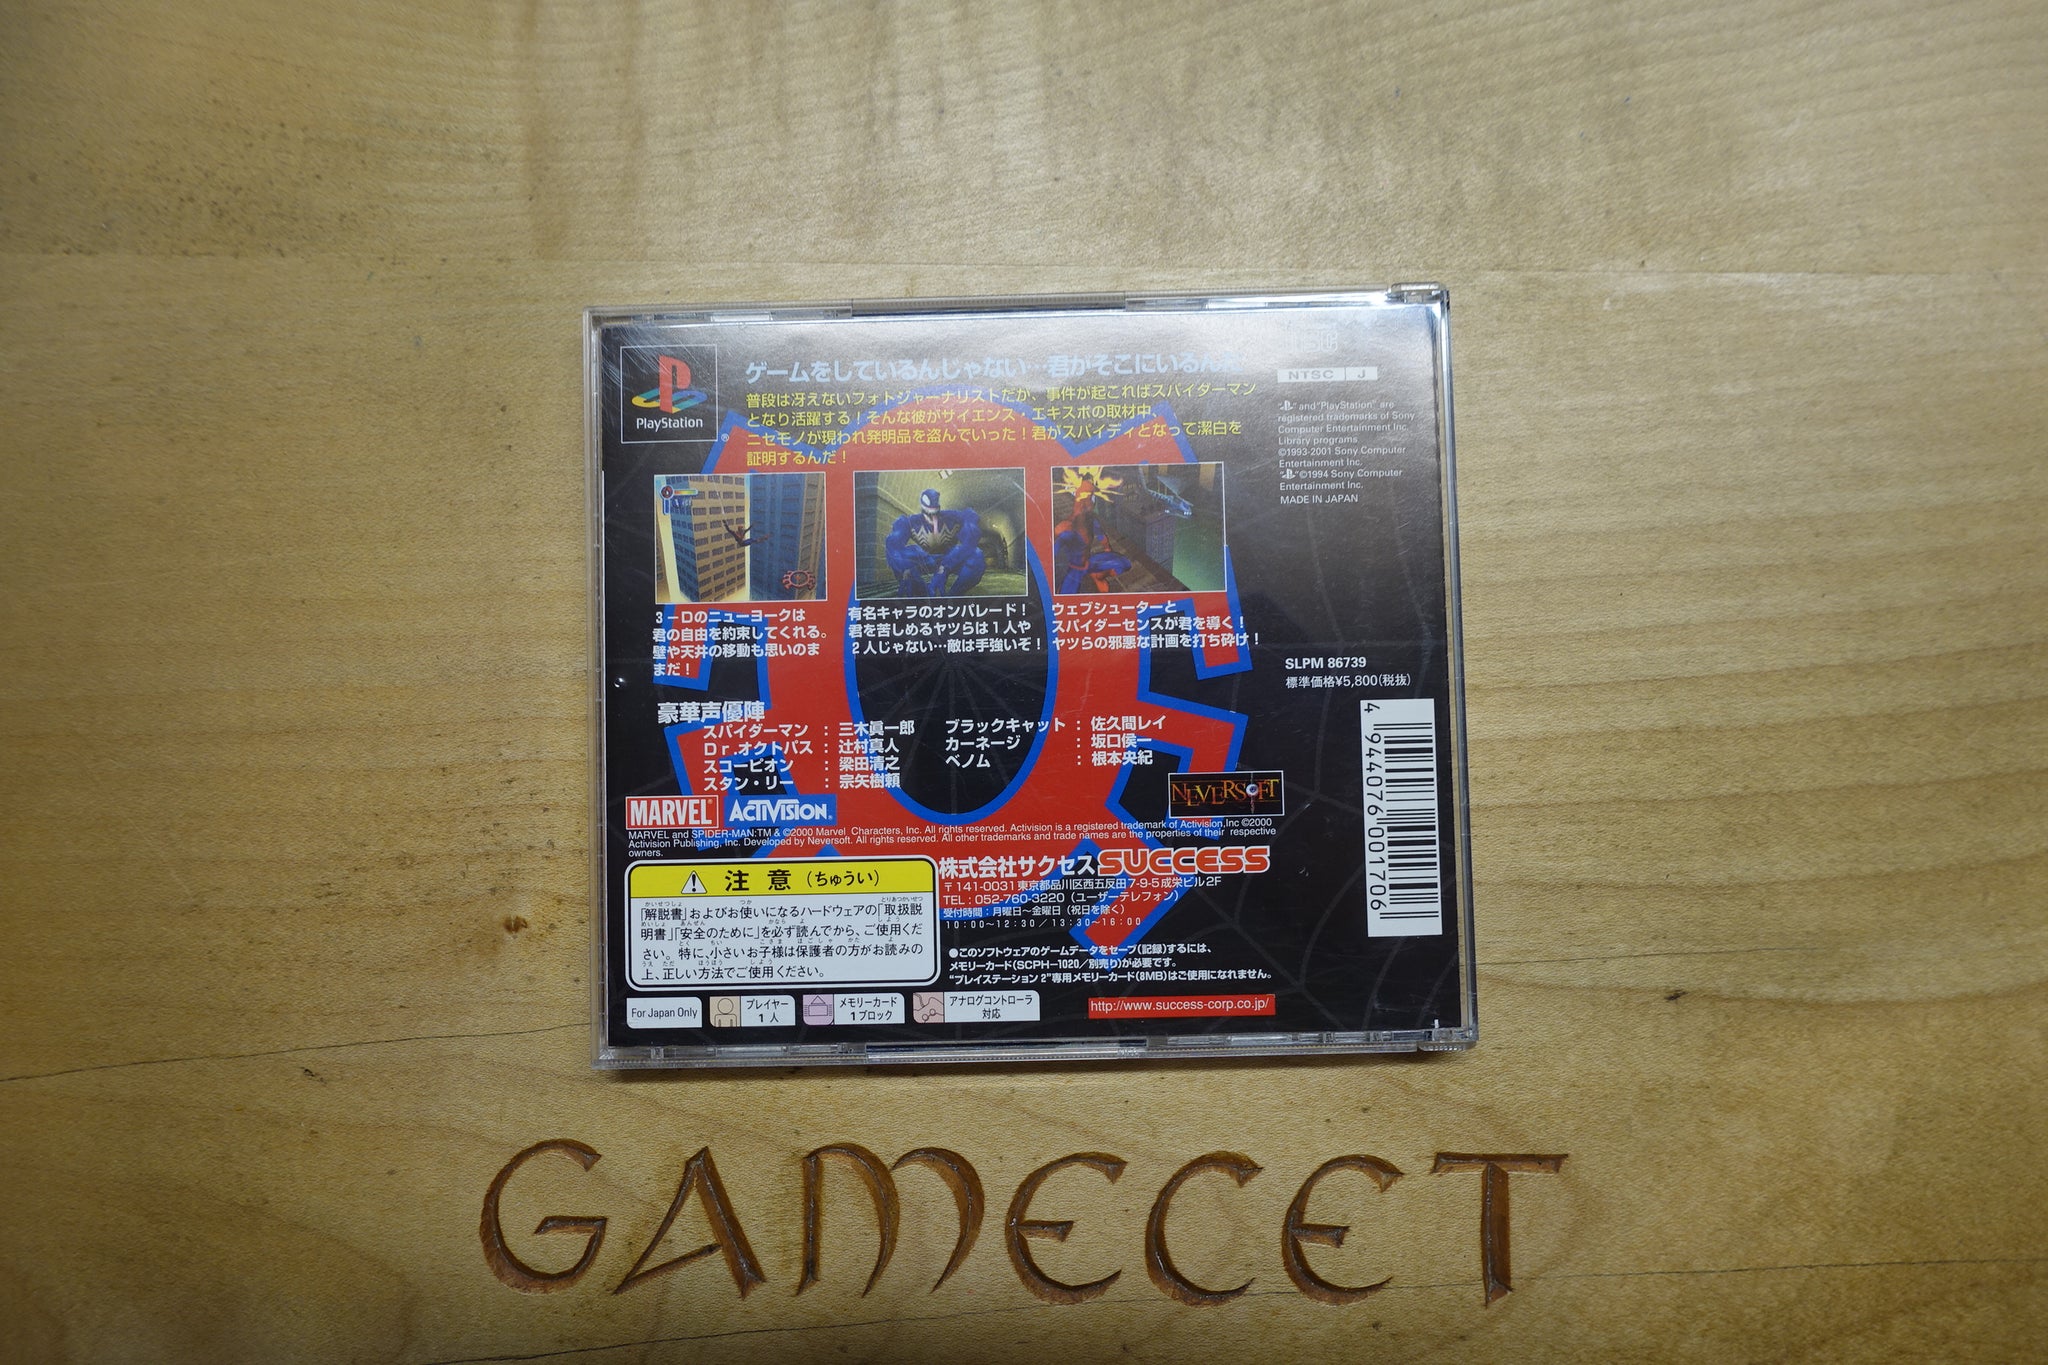 PlayStation
®
ゲームをしているんじゃない…君がそこにいるんだ
普段は冴えないフォトジャーナリストだが、事件が起こればスパイダーマン
となり活躍する！そんな彼がサイエンス・エキスポの取材中、
ニセモノが現われ発明品を盗んでいった！君がスパイディとなって潔白を
証明するんだ！
NTSC J
"PS" and "PlayStation" are
registered trademarks of Sony
Computer Entertainment Inc.
Library programs
©1993-2001 Sony Computer
Entertainment Inc.
"PS" ©1994 Sony Computer
Entertainment Inc.
MADE IN JAPAN
3－Dのニューヨークは
君の自由を約束してくれる。
壁や天井の移動も思いのま
まだ！
有名キャラのオンパレード！
君を苦しめるヤツらは1人や
2人じゃない…敵は手強いぞ！
ウェブシューターと
スパイダーセンスが君を導く！
ヤツらの邪悪な計画を打ち砕け！
SLPM 86739
標準価格¥5,800(税抜)
豪華声優陣
スパイダーマン ：三木眞一郎
Dr.オクトパス ：辻村真人
スコーピオン ：梁田清之
スタン・リー ：宗矢樹頼
ブラックキャット ：佐久間レイ
カーネージ ：坂口侯一
ベノム ：根本央紀
4 944076 001706
MARVEL ACTIVISION
NEVERSOFT
MARVEL and SPIDER-MAN:TM & ©2000 Marvel Characters, Inc. All rights reserved. Activision is a registered trademark of Activision,Inc ©2000
Activision Publishing, Inc. Developed by Neversoft. All rights reserved. All other trademarks and trade names are the properties of their respective
owners.
注意（ちゅうい）
「解説書」およびお使いになるハードウェアの「取扱説
明書」「安全のために」を必ず読んでから、ご使用くだ
さい。特に、小さいお子様は保護者の方がお読みの
上、正しい方法でご使用ください。
株式会社サクセス SUCCESS
〒141-0031 東京都品川区西五反田7-9-5 成栄ビル2F
TEL : 052-760-3220（ユーザーテレフォン）
受付時間：月曜日～金曜日（祝日を除く）
10:00～12:30／13:30～16:00
●このソフトウェアのゲームデータをセーブ(記録)するには、
メモリーカード(SCPH-1020／別売り)が必要です。
"プレイステーション 2"専用メモリーカード(8MB)はご使用になれません。
For Japan Only
プレイヤー
1人
メモリーカード
1ブロック
アナログコントローラ
対応
http://www.success-corp.co.jp/
GAMECET